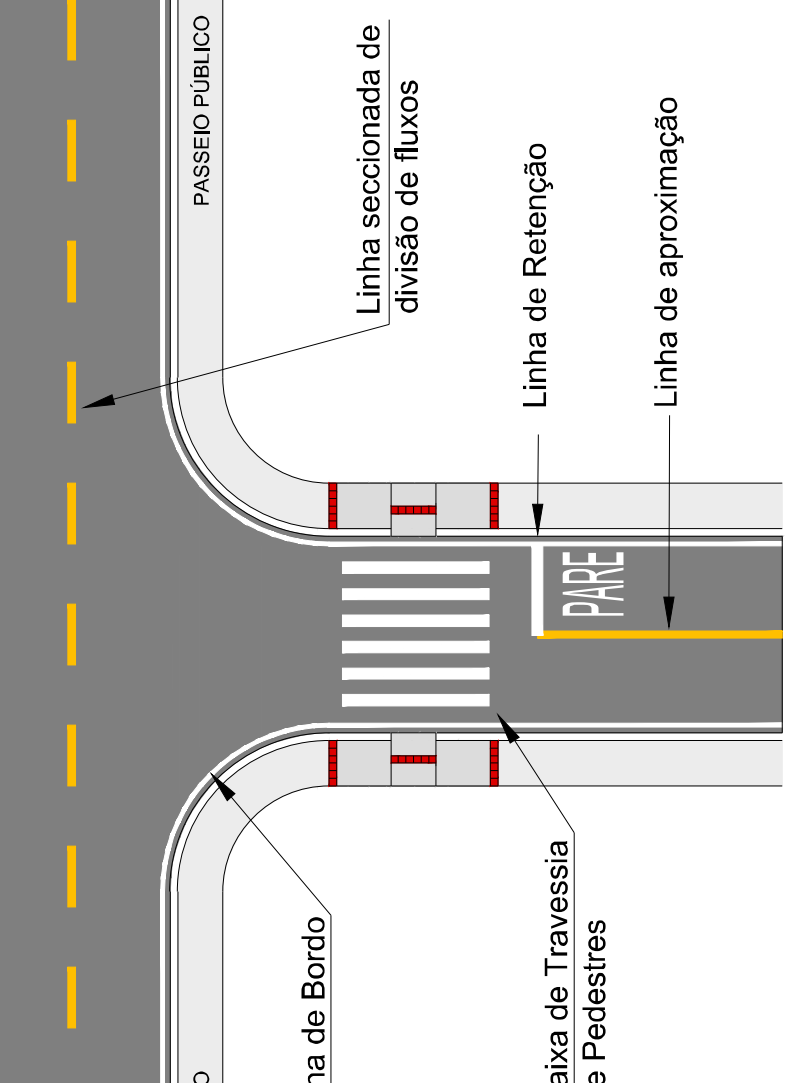 PASSEIO PÚBLICO
Linha seccionada de
divisão de fluxos
Linha de Retenção
Linha de aproximação
PARE
na de Bordo
aixa de Travessia
e Pedestres
O